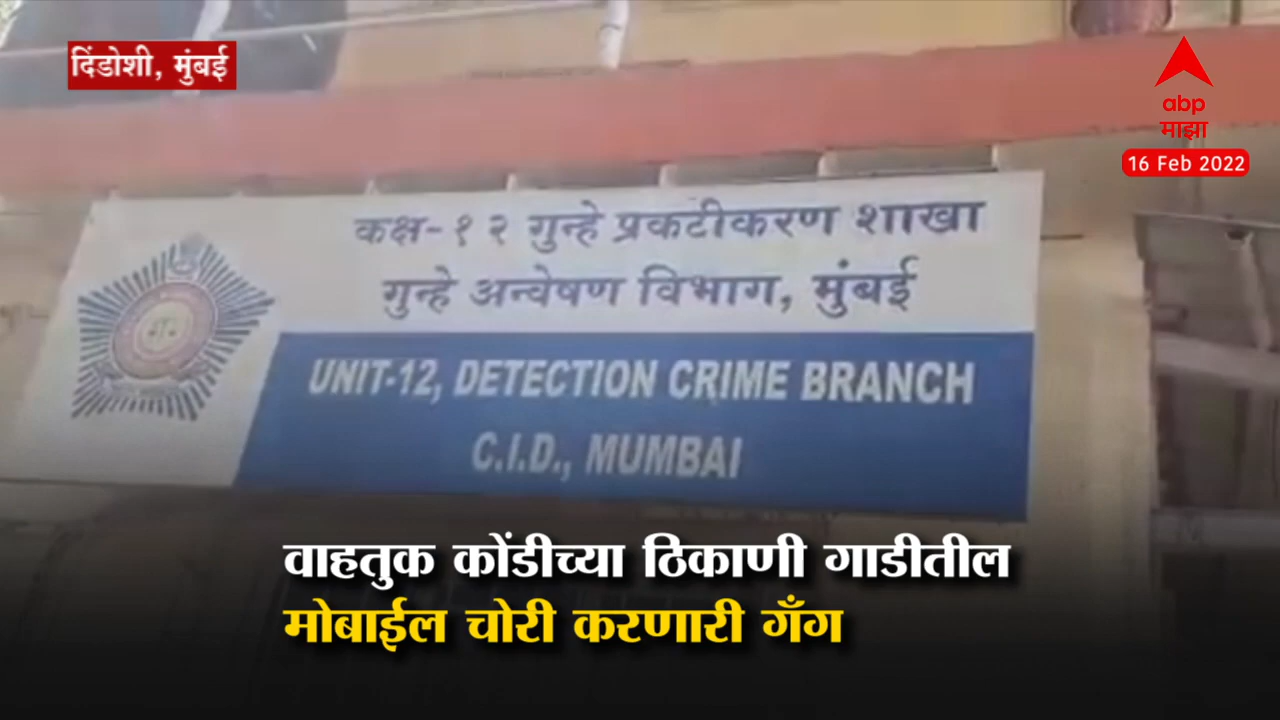 दिंडोशी, मुंबई
abp
माझा
16 Feb 2022
कक्ष-१२ गुन्हे प्रकटीकरण शाखा
गुन्हे अन्वेषण विभाग, मुंबई
UNIT-12, DETECTION CRIME BRANCH
C.I.D., MUMBAI
वाहतुक कोंडीच्या ठिकाणी गाडीतील
मोबाईल चोरी करणारी गँग